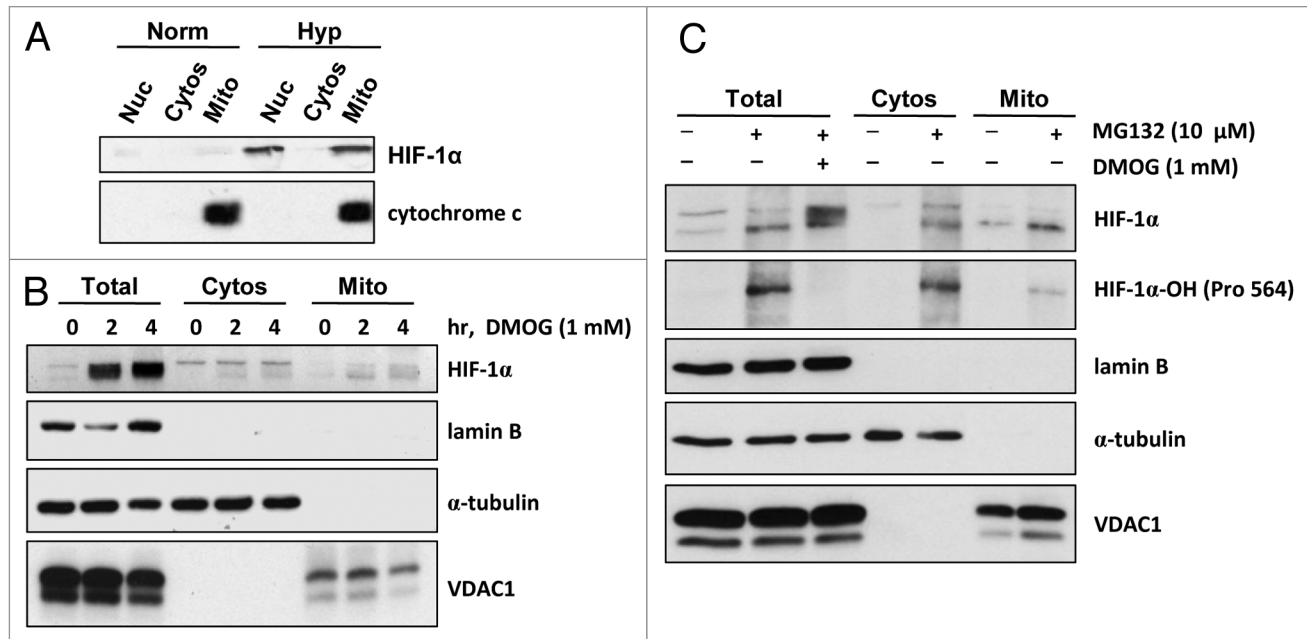 A
Norm Hyp
Nuc Cytos Mito Nuc Cytos Mito
HIF-1α
cytochrome c
B
Total Cytos Mito
0 2 4 0 2 4 0 2 4 hr, DMOG (1 mM)
HIF-1α
lamin B
α-tubulin
VDAC1
C
Total Cytos Mito
– + + – + – + MG132 (10 μM)
– – + – – – – DMOG (1 mM)
HIF-1α
HIF-1α-OH (Pro 564)
lamin B
α-tubulin
VDAC1